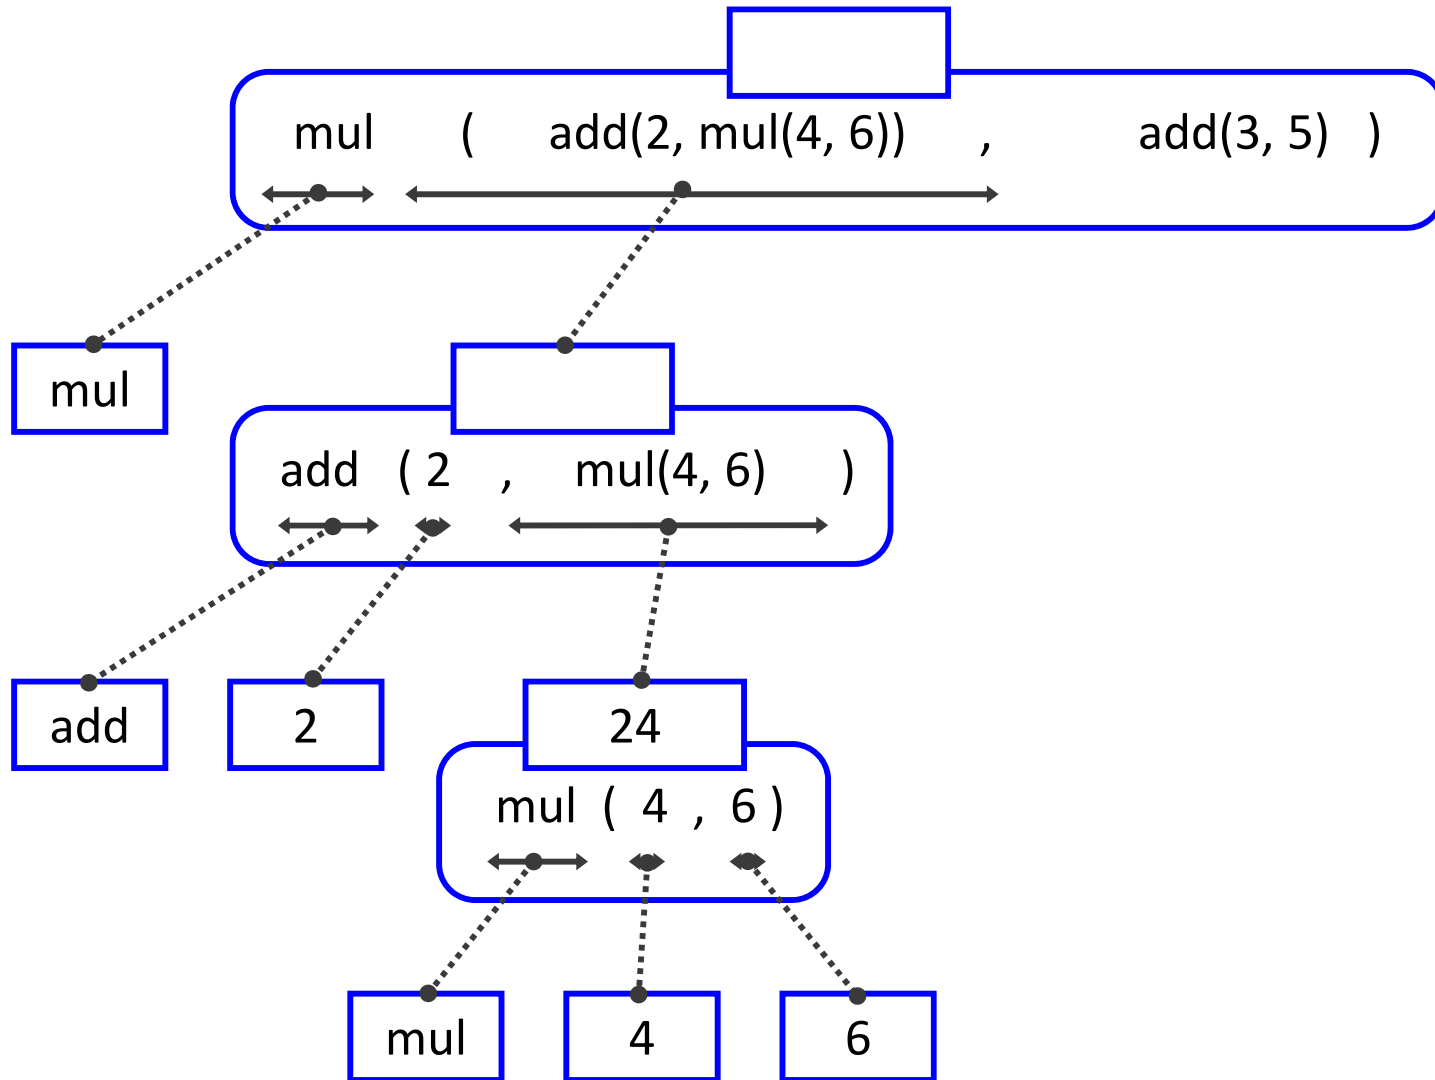 mul ( add(2, mul(4, 6)) , add(3, 5) )
mul
add ( 2 , mul(4, 6) )
add 2 24
mul ( 4 , 6 )
mul 4 6